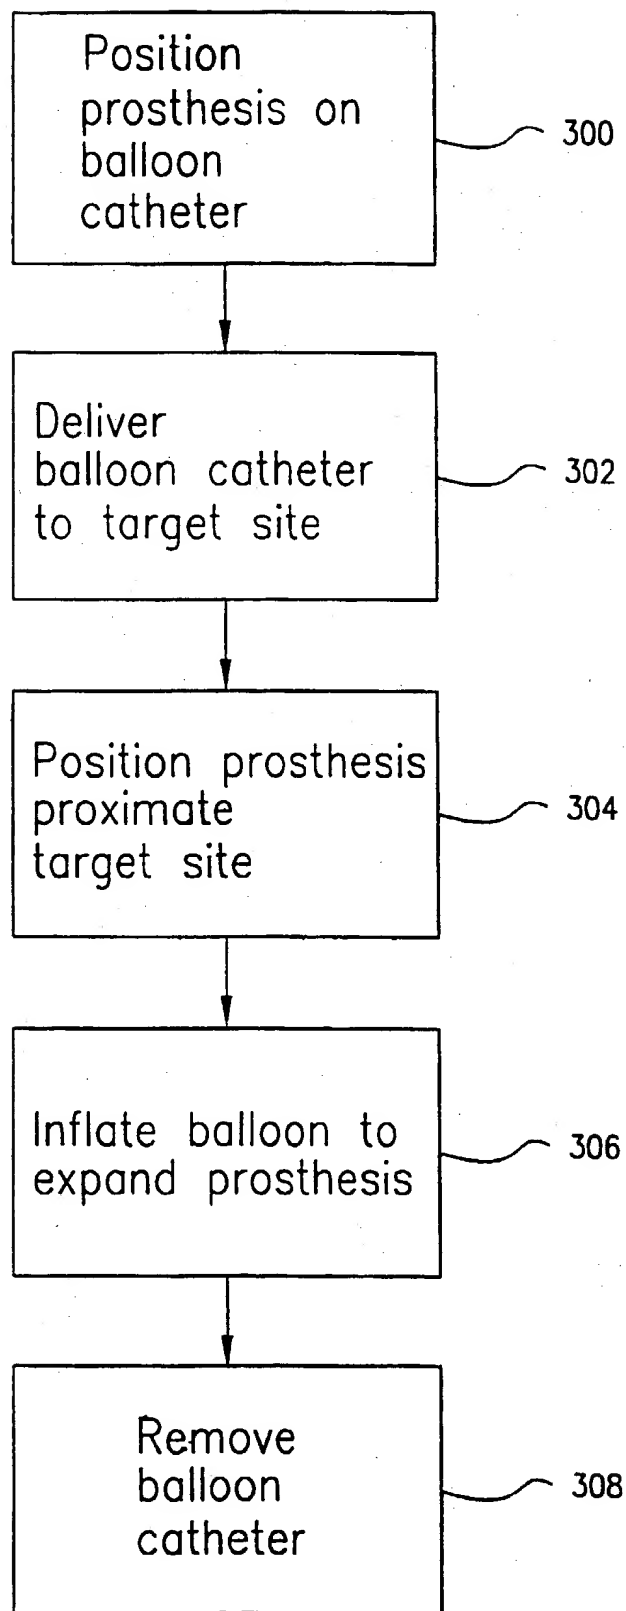 Position
prosthesis on
balloon
catheter
300
Deliver
balloon catheter
to target site
302
Position prosthesis
proximate
target site
304
Inflate balloon to
expand prosthesis
306
Remove
balloon
catheter
308